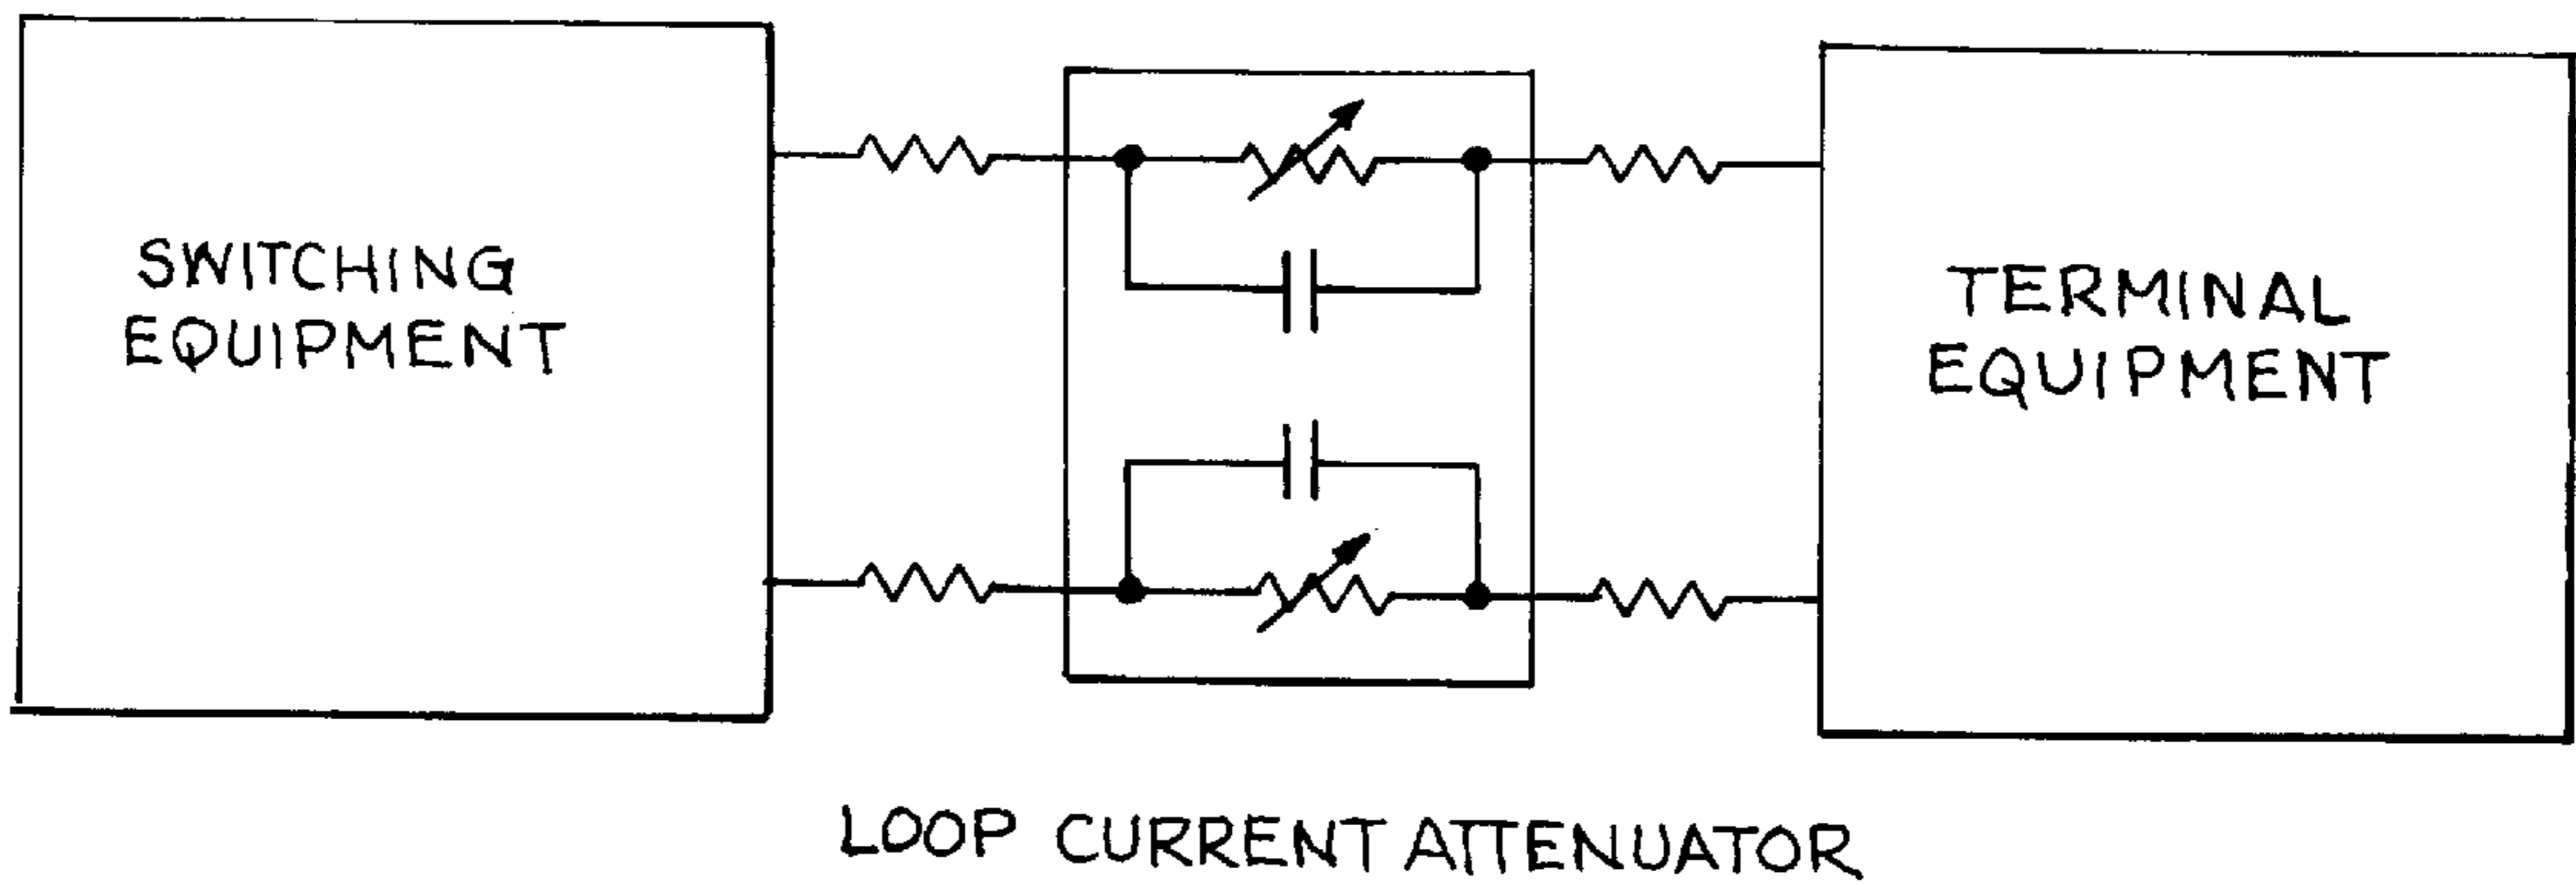 SWITCHING
EQUIPMENT
TERMINAL
EQUIPMENT
LOOP CURRENT ATTENUATOR